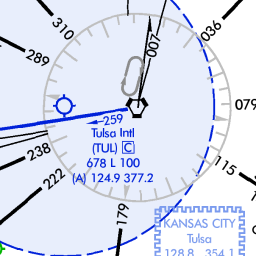 310
289
007
036
079
259
Tulsa Intl
(TUL) C
678 L 100
(A) 124.9 377.2
238
222
179
115
KANSAS CITY
Tulsa
128.8 354.1